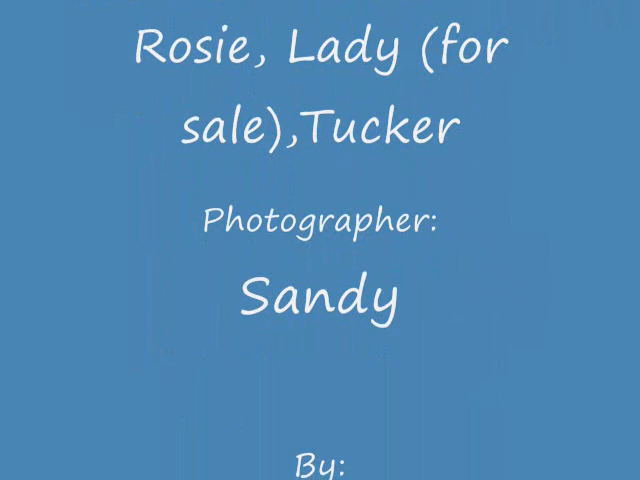 Rosie, Lady (for
sale),Tucker
Photographer:
Sandy
By: